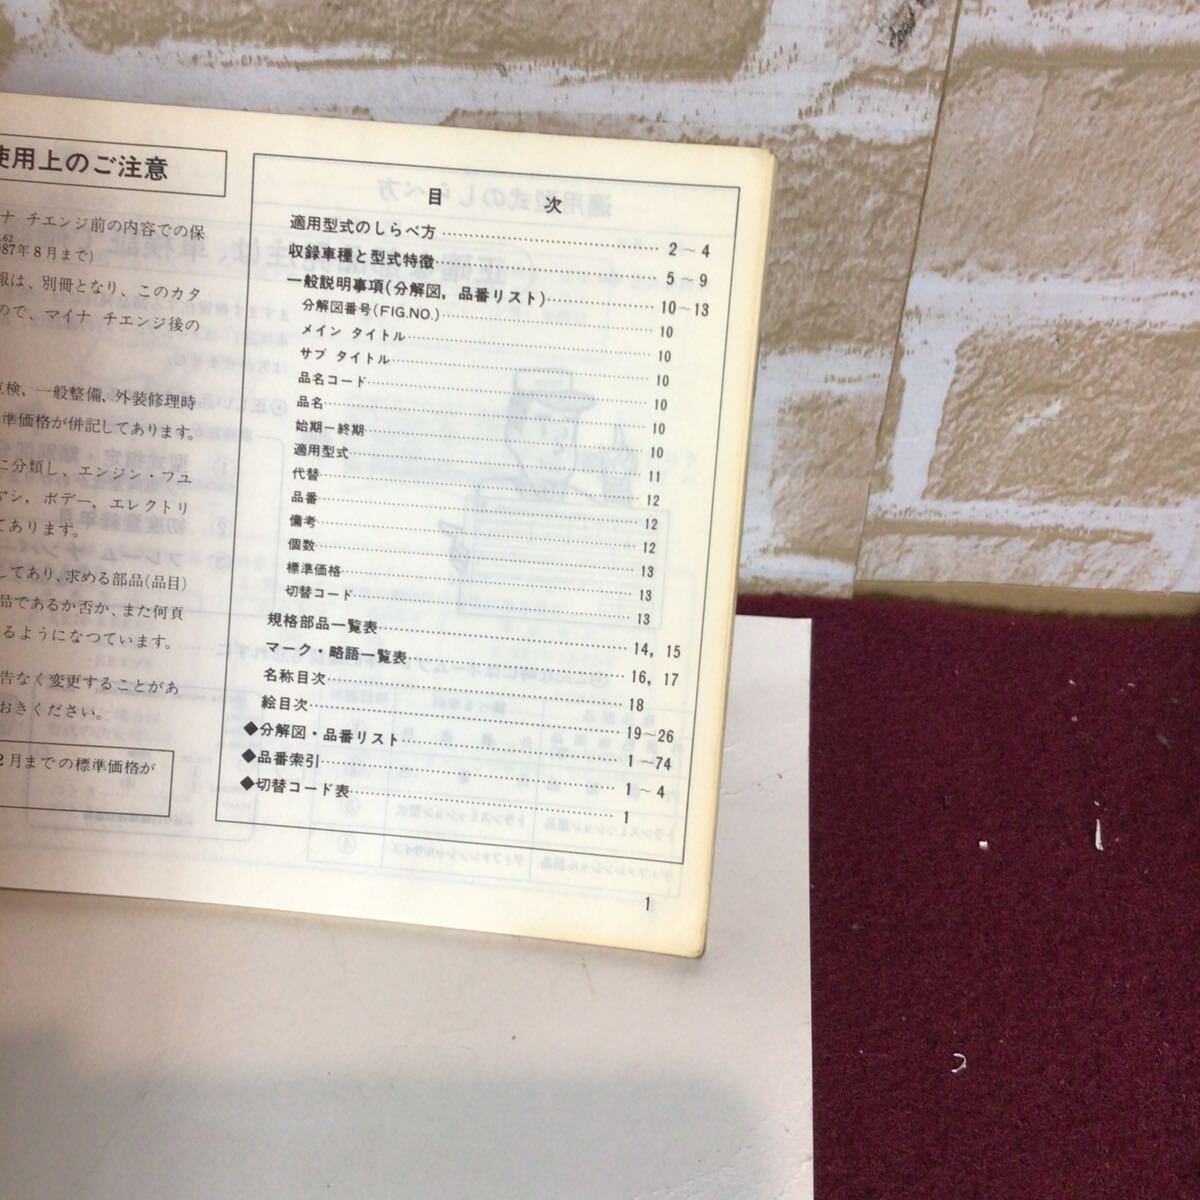 使用上のご注意
チエンジ前の内容での保
.62
87年8月まで)
報は、別冊となり、このカタ
ので、マイナ チエンジ後の
点検、一般整備、外装修理時
準価格が併記してあります。
に分類し、エンジン・フユ
マシ、ボデー、エレクトリ
てあります。
してあり、求める部品(品目)
品であるか否か、また何頁
るようになつています。
告なく変更することがあ
おきください。
2月までの標準価格が
目 次
適用型式のしらべ方 2〜4
収録車種と型式特徴 5〜9
一般説明事項(分解図，品番リスト) 10〜13
分解図番号(FIG.NO.) 10
メイン タイトル 10
サブ タイトル 10
品名コード 10
品名 10
始期−終期 10
適用型式 11
代替 12
品番 12
備考 12
個数 13
標準価格 13
切替コード 13
規格部品一覧表 14, 15
マーク・略語一覧表 16, 17
名称目次 18
絵目次 19〜26
◆分解図・品番リスト 1〜74
◆品番索引 1〜4
◆切替コード表 1
1